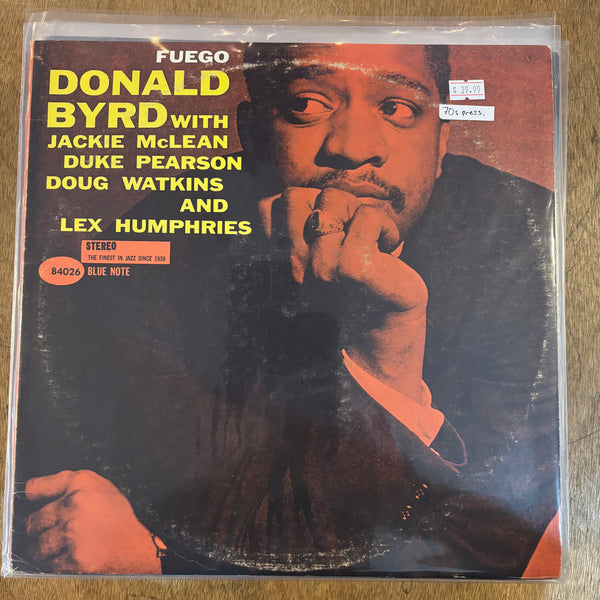 FUEGO
DONALD
BYRD WITH
JACKIE McLEAN
DUKE PEARSON
DOUG WATKINS
AND
LEX HUMPHRIES
STEREO
THE FINEST IN JAZZ SINCE 1939
84026 BLUE NOTE
$ 39.99
70s press.